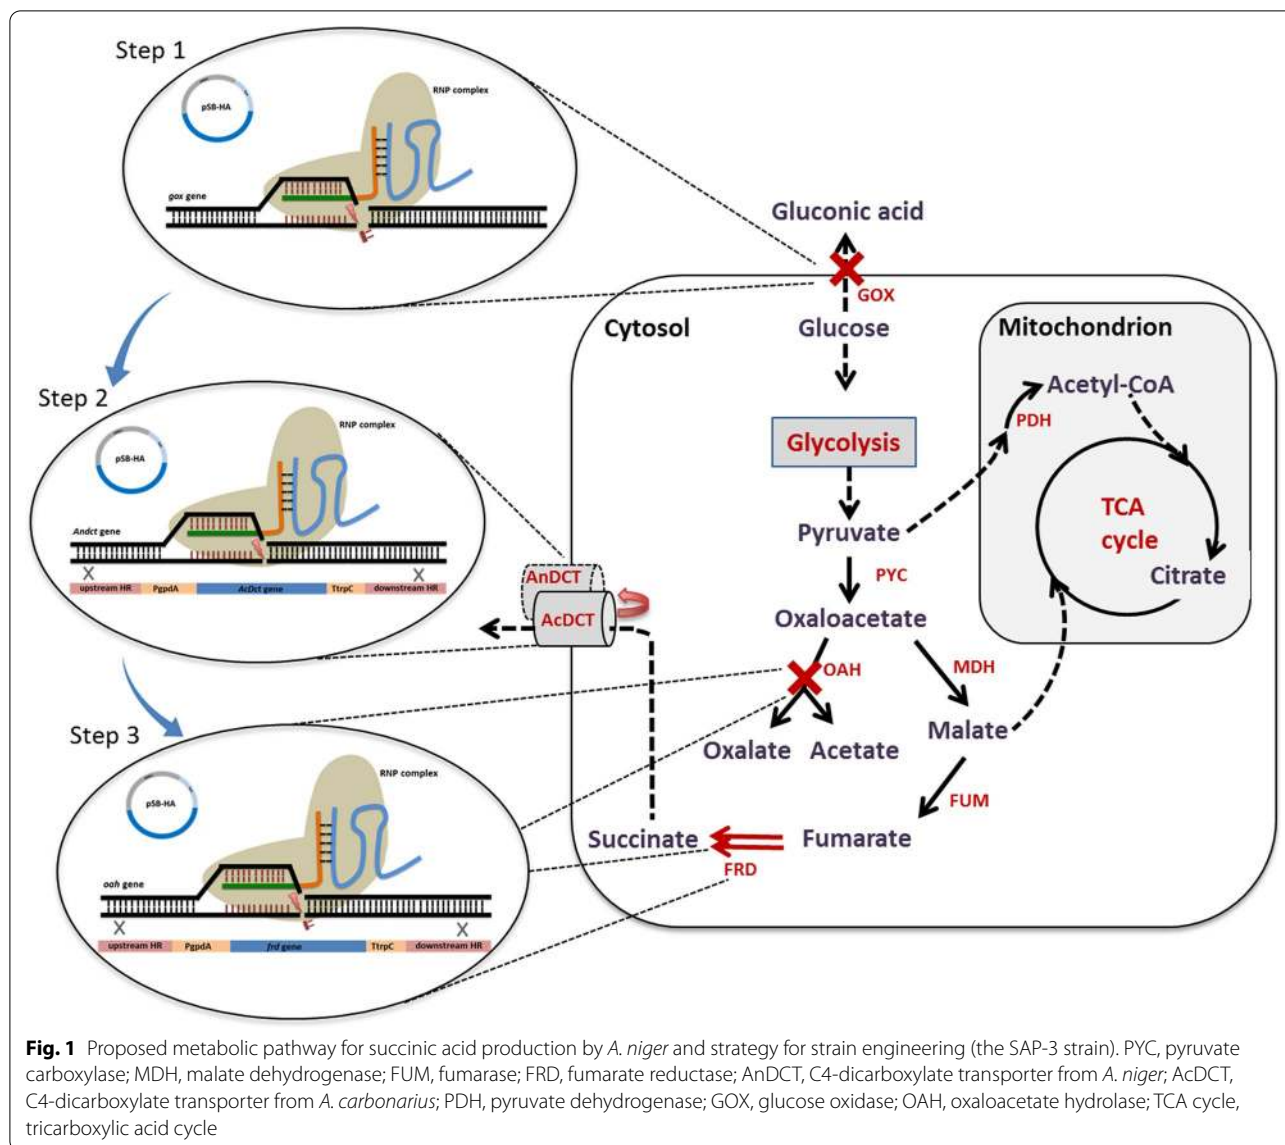 Step 1
pSB-HA
RNP complex
gox gene
Step 2
pSB-HA
RNP complex
Andct gene
upstream HR PgpdA AcDct gene TtrpC downstream HR
Step 3
pSB-HA
RNP complex
oah gene
upstream HR PgpdA frd gene TtrpC downstream HR
Gluconic acid
GOX
Cytosol
Glucose
Mitochondrion
Acetyl-CoA
PDH
Glycolysis
TCA
cycle
Citrate
Pyruvate
PYC
AnDCT
AcDCT
Oxaloacetate
OAH
MDH
Oxalate
Acetate
Malate
FUM
Succinate
FRD
Fumarate
Fig. 1 Proposed metabolic pathway for succinic acid production by A. niger and strategy for strain engineering (the SAP-3 strain). PYC, pyruvate
carboxylase; MDH, malate dehydrogenase; FUM, fumarase; FRD, fumarate reductase; AnDCT, C4-dicarboxylate transporter from A. niger; AcDCT,
C4-dicarboxylate transporter from A. carbonarius; PDH, pyruvate dehydrogenase; GOX, glucose oxidase; OAH, oxaloacetate hydrolase; TCA cycle,
tricarboxylic acid cycle